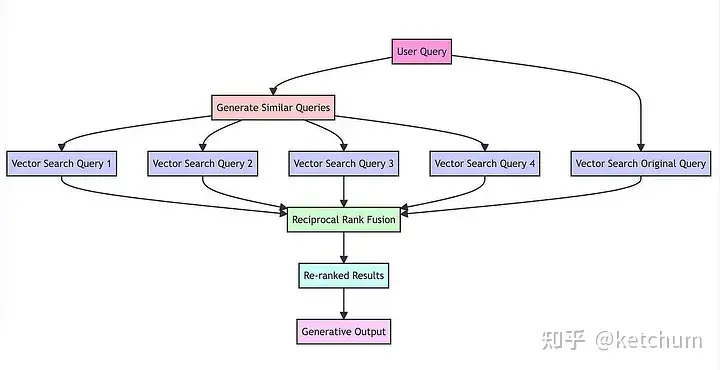 User Query
Generate Similar Queries
Vector Search Query 1
Vector Search Query 2
Vector Search Query 3
Vector Search Query 4
Vector Search Original Query
Reciprocal Rank Fusion
Re-ranked Results
Generative Output
知乎 @ketchum